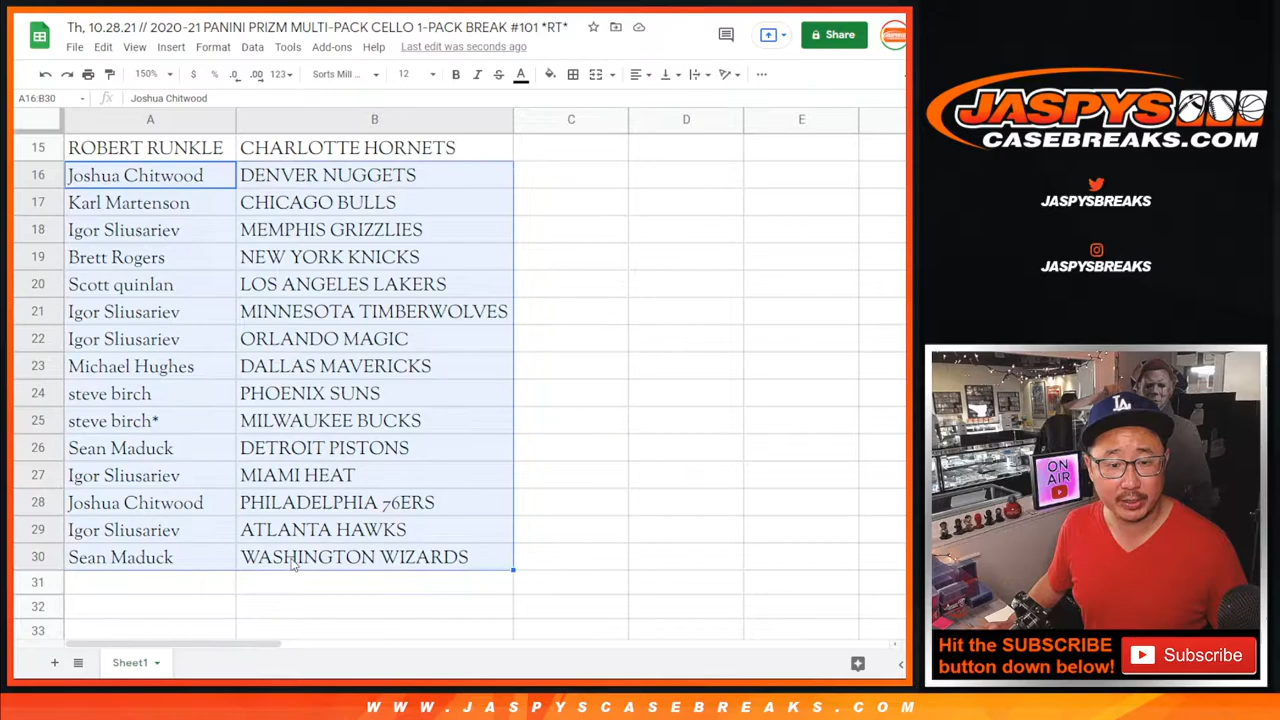 Th, 10.28.21 // 2020-21 PANINI PRIZM MULTI-PACK CELLO 1-PACK BREAK #101 *RT*
File Edit View Insert Format Data Tools Add-ons Help Last edit was seconds ago
Share
150% $ % .0 .00 123 Sorts Mill ... 12 B I S A
A16:B30 fx Joshua Chitwood
A B C D E
15 ROBERT RUNKLE CHARLOTTE HORNETS
16 Joshua Chitwood DENVER NUGGETS
17 Karl Martenson CHICAGO BULLS
18 Igor Sliusariev MEMPHIS GRIZZLIES
19 Brett Rogers NEW YORK KNICKS
20 Scott quinlan LOS ANGELES LAKERS
21 Igor Sliusariev MINNESOTA TIMBERWOLVES
22 Igor Sliusariev ORLANDO MAGIC
23 Michael Hughes DALLAS MAVERICKS
24 steve birch PHOENIX SUNS
25 steve birch* MILWAUKEE BUCKS
26 Sean Maduck DETROIT PISTONS
27 Igor Sliusariev MIAMI HEAT
28 Joshua Chitwood PHILADELPHIA 76ERS
29 Igor Sliusariev ATLANTA HAWKS
30 Sean Maduck WASHINGTON WIZARDS
31
32
33
Sheet1
JASPYS
CASEBREAKS.COM
JASPYSBREAKS
JASPYSBREAKS
LA
ON
AIR
Hit the SUBSCRIBE
button down below!
Subscribe
WWW.JASPYSCASEBREAKS.COM